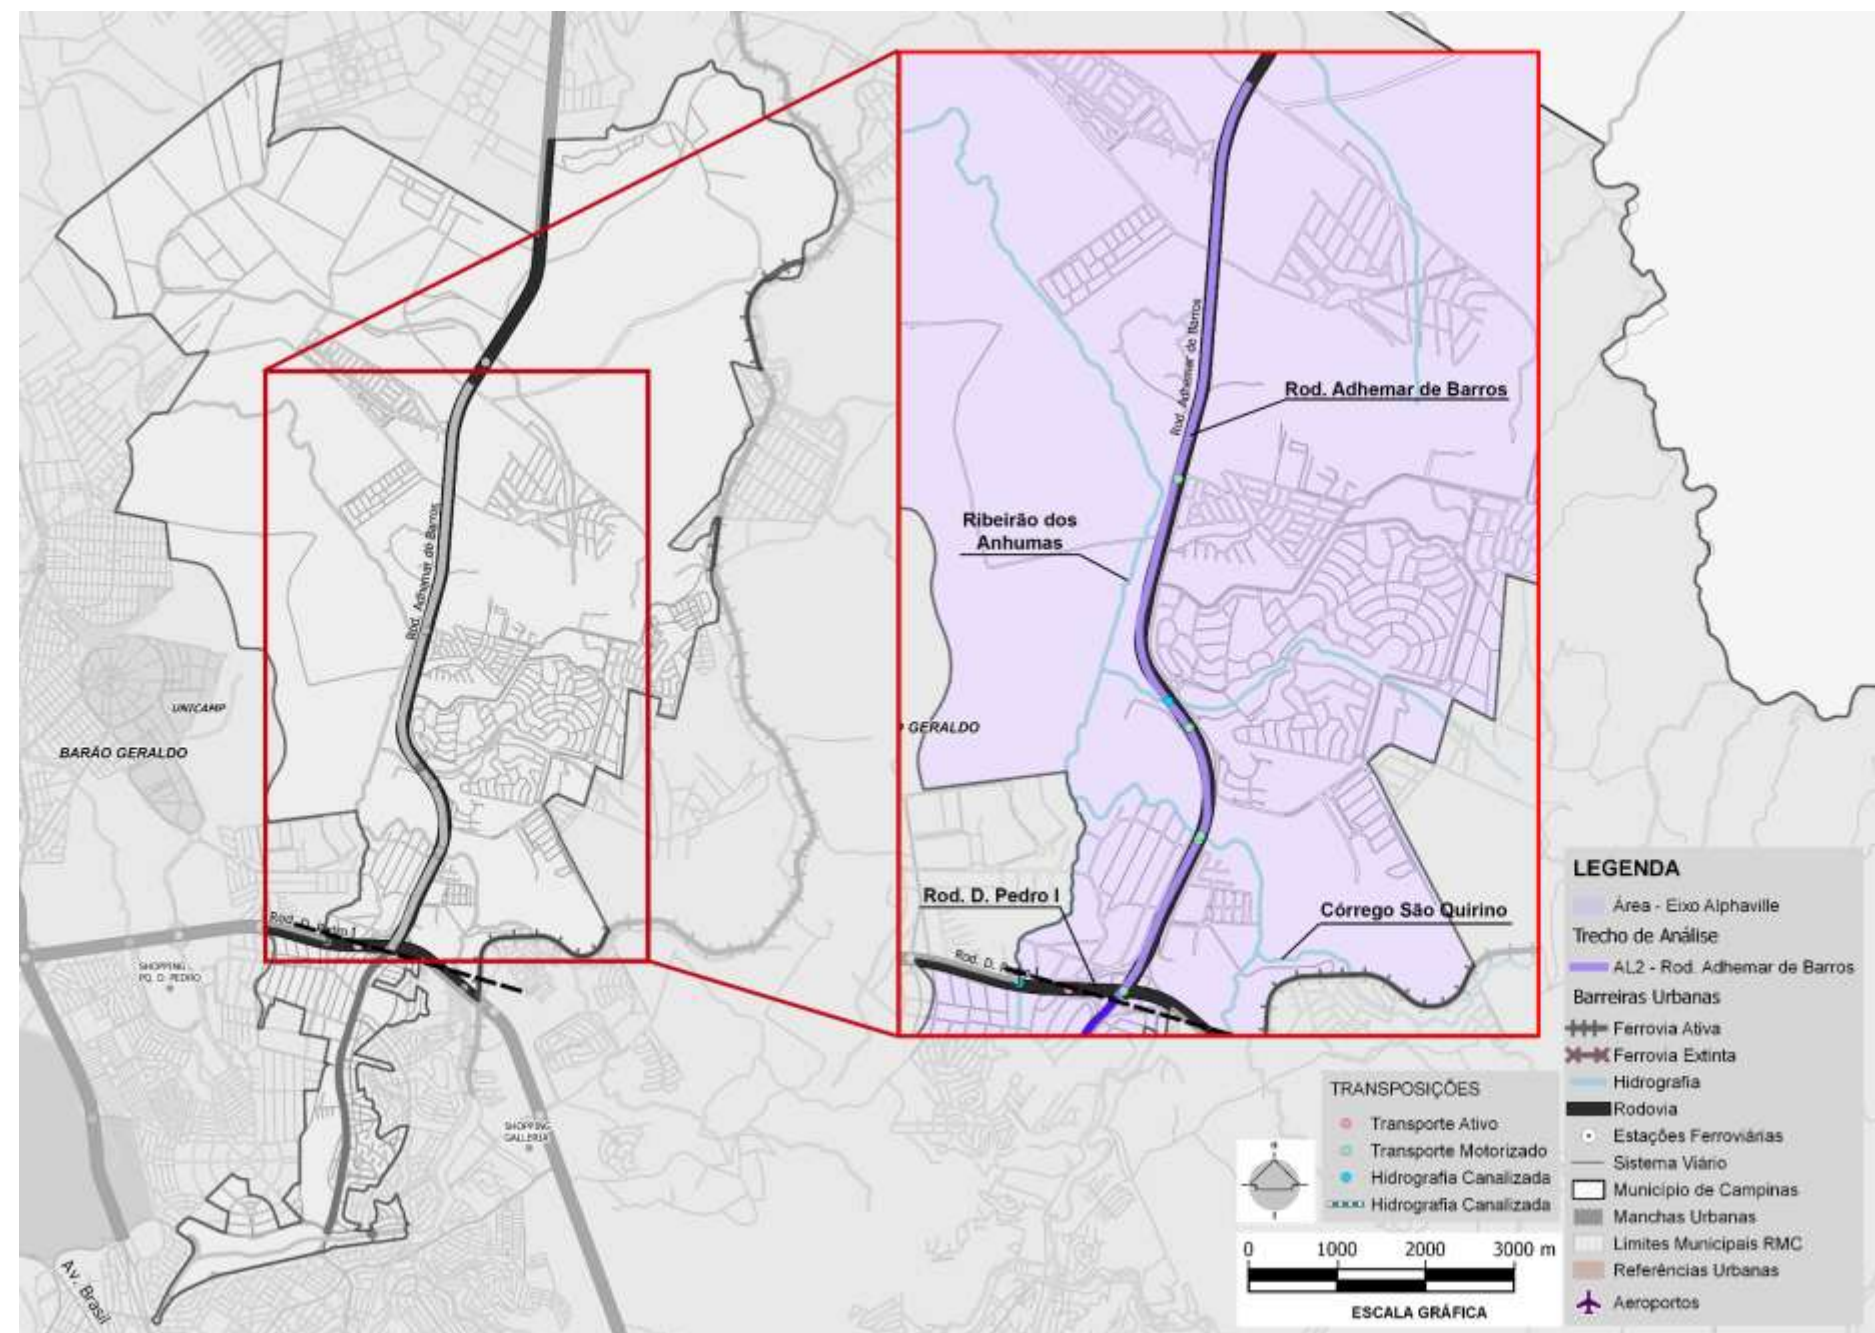 Rod. Adhemar de Barros
UNICAMP
BARÃO GERALDO
Rod. D. Pedro I
SHOPPING
PQ. D. PEDRO
SHOPPING
GALLERIA
Av. Brasil
Rod. Adhemar de Barros
Rod. Adhemar de Barros
Ribeirão dos
Anhumas
GERALDO
Rod. D. Pedro I
Córrego São Quirino
Rod. D.
LEGENDA
Área - Eixo Alphaville
Trecho de Análise
AL2 - Rod. Adhemar de Barros
Barreiras Urbanas
Ferrovia Ativa
Ferrovia Extinta
Hidrografia
Rodovia
Estações Ferroviárias
Sistema Viário
Município de Campinas
Manchas Urbanas
Limites Municipais RMC
Referências Urbanas
Aeroportos
TRANSPOSIÇÕES
Transporte Ativo
Transporte Motorizado
Hidrografia Canalizada
Hidrografia Canalizada
0 1000 2000 3000 m
ESCALA GRÁFICA